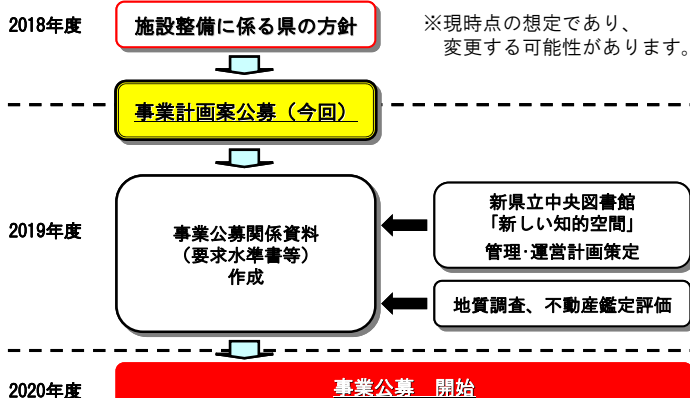 2018年度
施設整備に係る県の方針
※現時点の想定であり、
変更する可能性があります。
事業計画案公募（今回）
2019年度
事業公募関係資料
（要求水準書等）
作成
新県立中央図書館
「新しい知的空間」
管理・運営計画策定
地質調査、不動産鑑定評価
2020年度
事業公募　開始